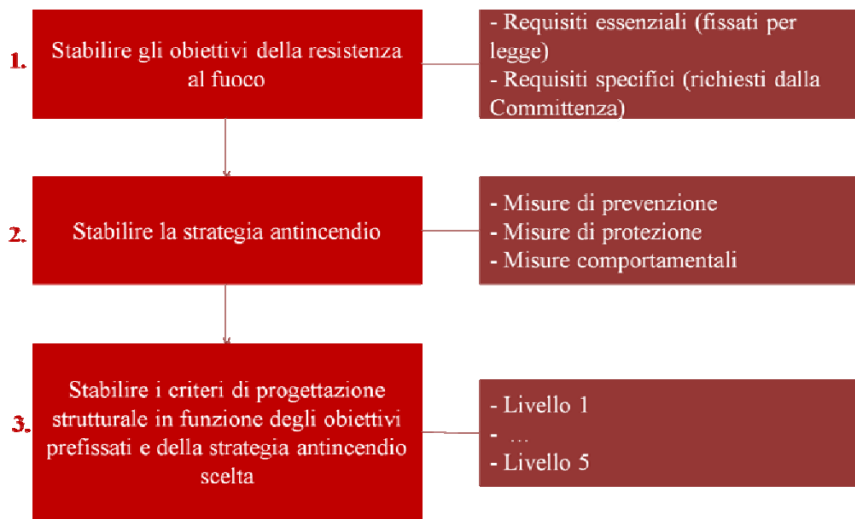 1.
Stabilire gli obiettivi della resistenza
al fuoco
- Requisiti essenziali (fissati per
legge)
- Requisiti specifici (richiesti dalla
Committenza)
2.
Stabilire la strategia antincendio
- Misure di prevenzione
- Misure di protezione
- Misure comportamentali
3.
Stabilire i criteri di progettazione
strutturale in funzione degli obiettivi
prefissati e della strategia antincendio
scelta
- Livello 1
- ...
- Livello 5